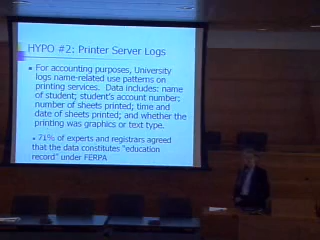 HYPO #2: Printer Server Logs
For accounting purposes, University
logs name-related use patterns on
printing services. Data includes: name
of student; student's account number;
number of sheets printed; time and
date of sheets printed; and whether the
printing was graphics or text type.
71% of experts and registrars agreed
that the data constitutes "education
record" under FERPA